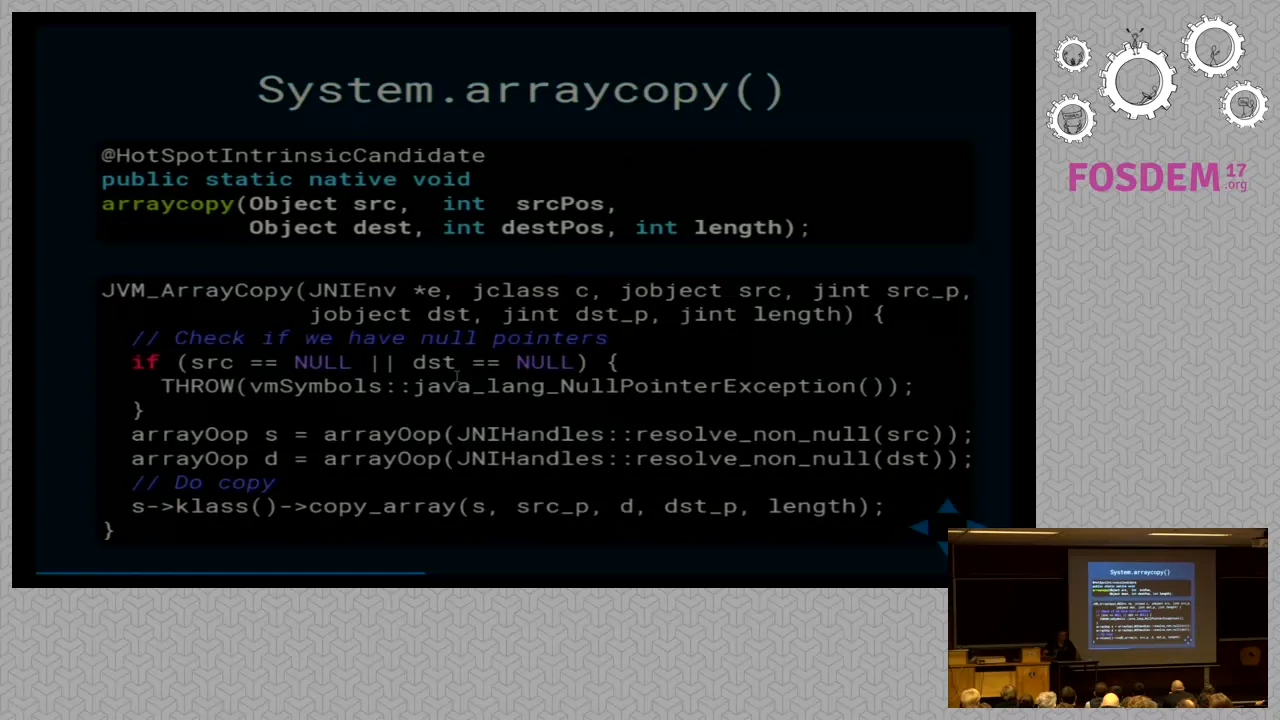 System.arraycopy()
@HotSpotIntrinsicCandidate
public static native void
arraycopy(Object src,  int  srcPos,
          Object dest, int destPos, int length);
JVM_ArrayCopy(JNIEnv *e, jclass c, jobject src, jint src_p,
              jobject dst, jint dst_p, jint length) {
  // Check if we have null pointers
  if (src == NULL || dst == NULL) {
    THROW(vmSymbols::java_lang_NullPointerException());
  }
  arrayOop s = arrayOop(JNIHandles::resolve_non_null(src));
  arrayOop d = arrayOop(JNIHandles::resolve_non_null(dst));
  // Do copy
  s->klass()->copy_array(s, src_p, d, dst_p, length);
}
FOSDEM 17
.org
System.arraycopy()